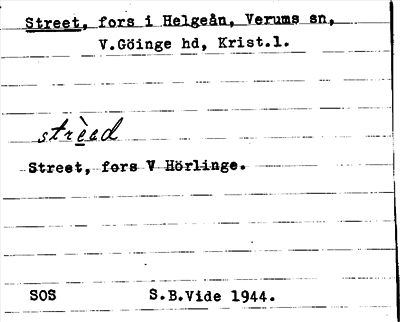 Street, fors i Helgeån, Verums sn,
V.Göinge hd, Krist.l.
strèed
Street, fors V Hörlinge.
SOS S.B.Vide 1944.